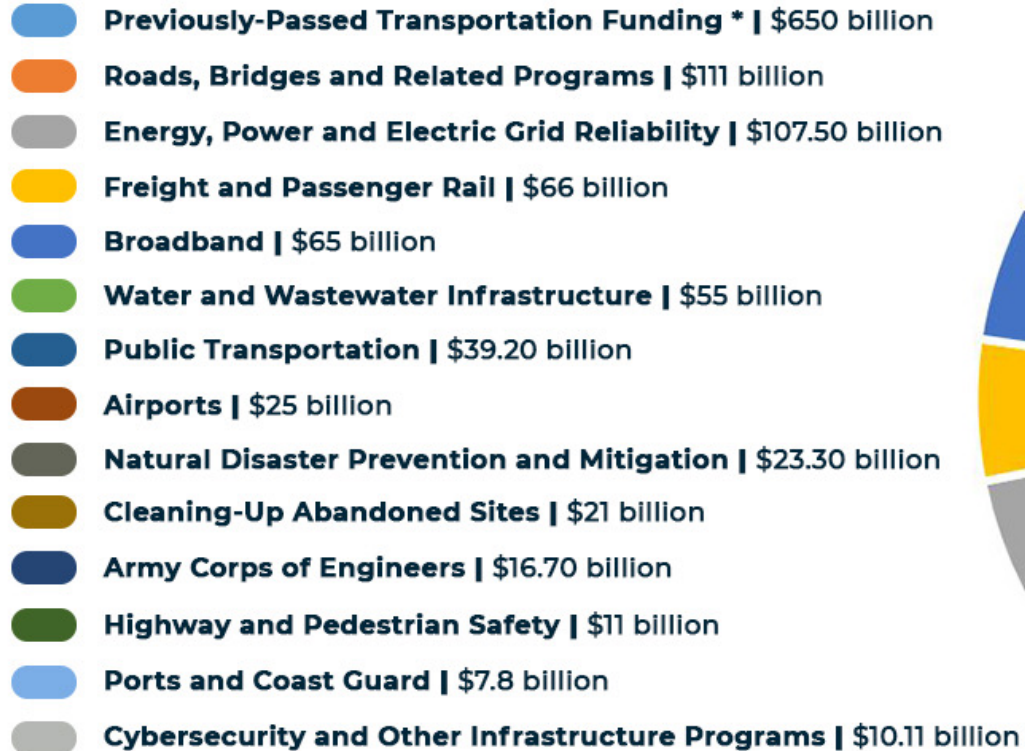 Previously-Passed Transportation Funding * | $650 billion
Roads, Bridges and Related Programs | $111 billion
Energy, Power and Electric Grid Reliability | $107.50 billion
Freight and Passenger Rail | $66 billion
Broadband | $65 billion
Water and Wastewater Infrastructure | $55 billion
Public Transportation | $39.20 billion
Airports | $25 billion
Natural Disaster Prevention and Mitigation | $23.30 billion
Cleaning-Up Abandoned Sites | $21 billion
Army Corps of Engineers | $16.70 billion
Highway and Pedestrian Safety | $11 billion
Ports and Coast Guard | $7.8 billion
Cybersecurity and Other Infrastructure Programs | $10.11 billion